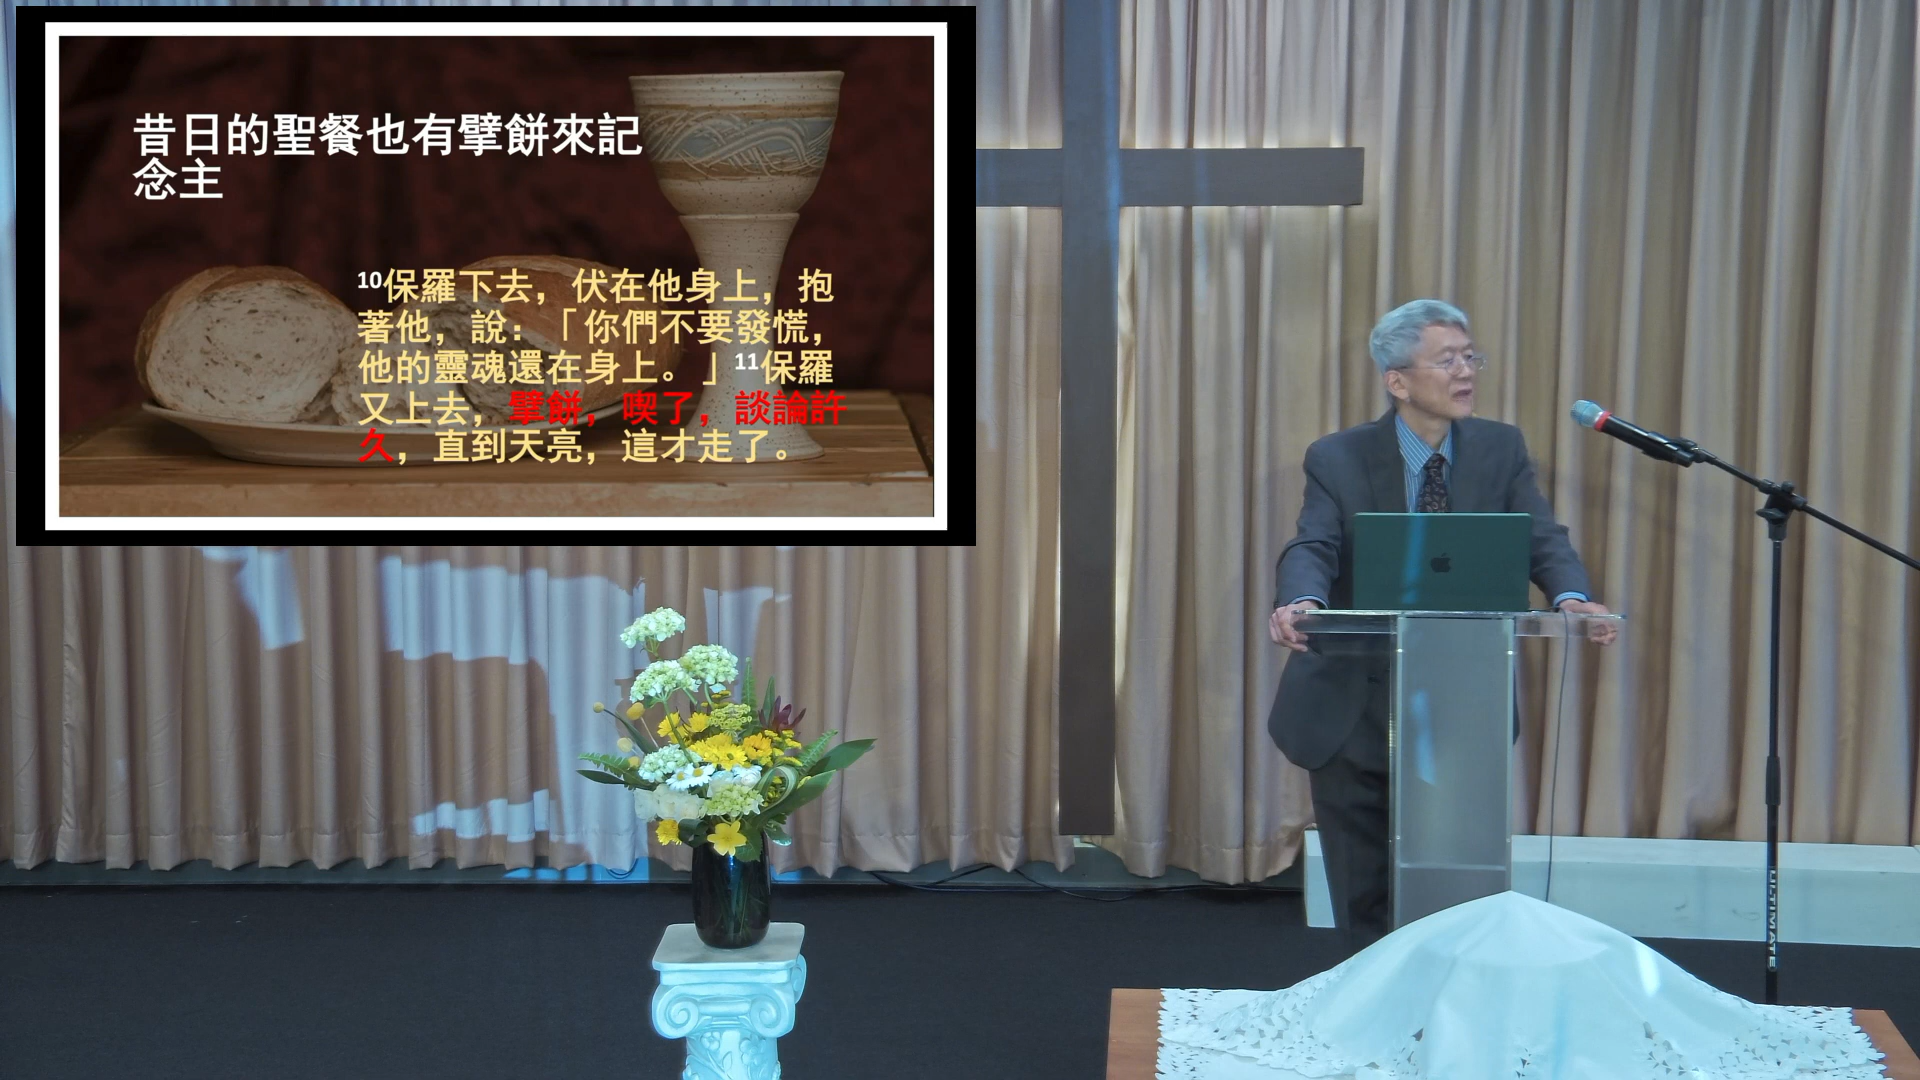 昔日的聖餐也有擘餅來記
念主
10保羅下去，伏在他身上，抱
著他，說：「你們不要發慌，
他的靈魂還在身上。」11保羅
又上去，擘餅，喫了，談論許
久，直到天亮，這才走了。
ULTIMATE